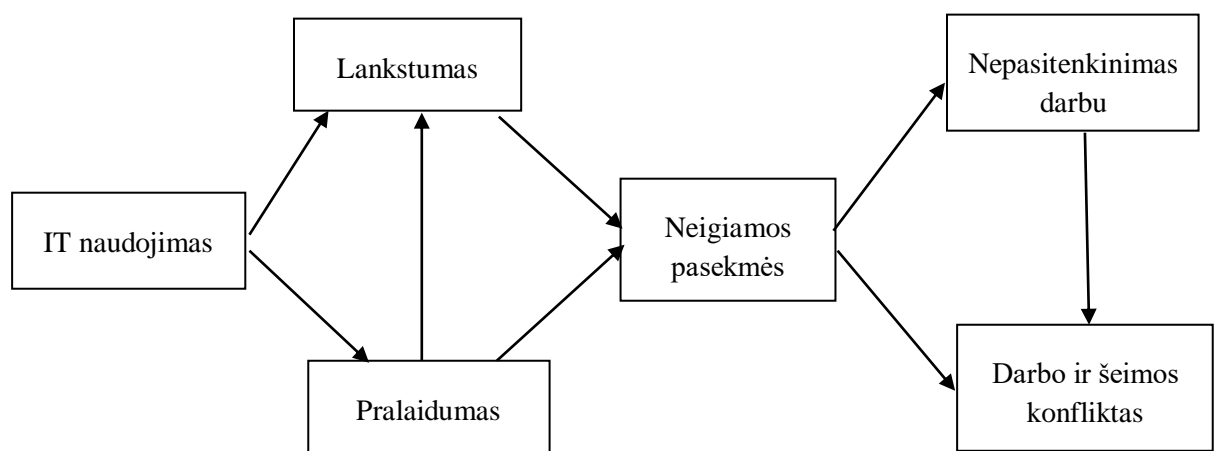 Lankstumas
Nepasitenkinimas
darbu
IT naudojimas
Neigiamos
pasekmės
Pralaidumas
Darbo ir šeimos
konfliktas